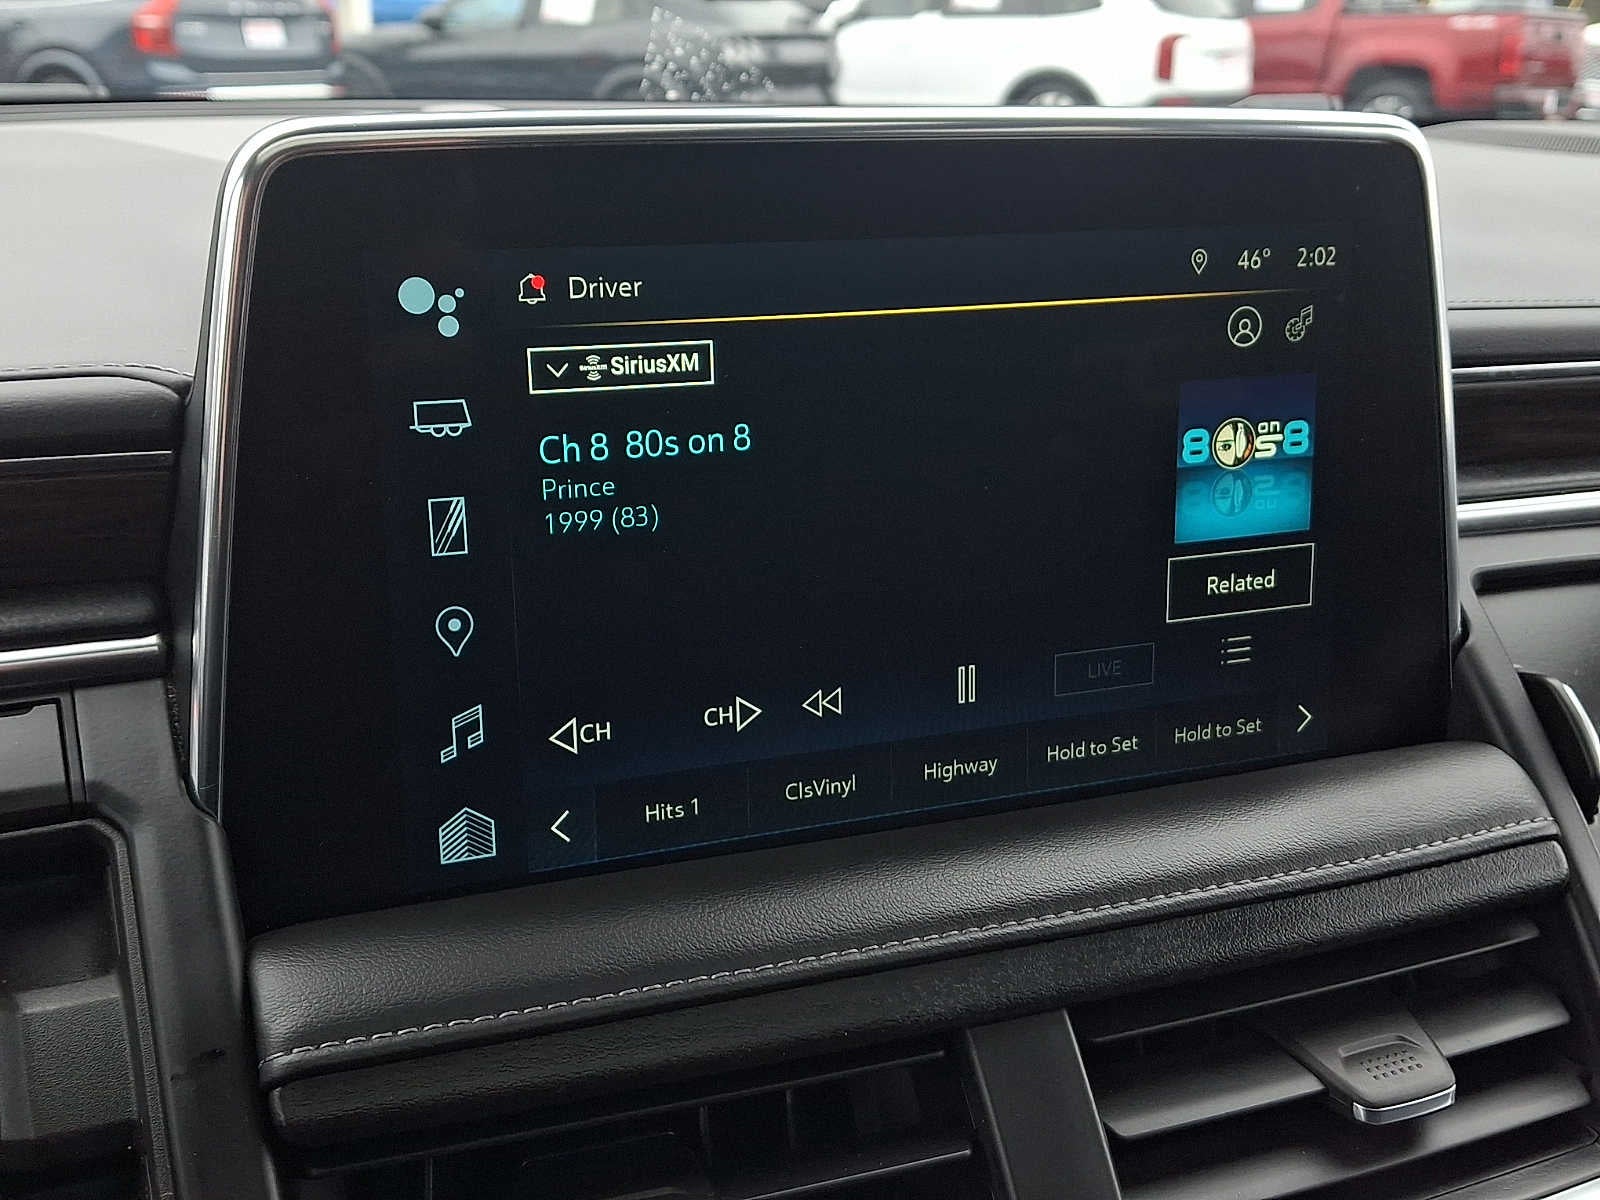 Driver
46° 2:02
SiriusXM
Ch 8 80s on 8
Prince
1999 (83)
80s on 8
Related
LIVE
CH
CH
Hits 1
ClsVinyl
Highway
Hold to Set
Hold to Set